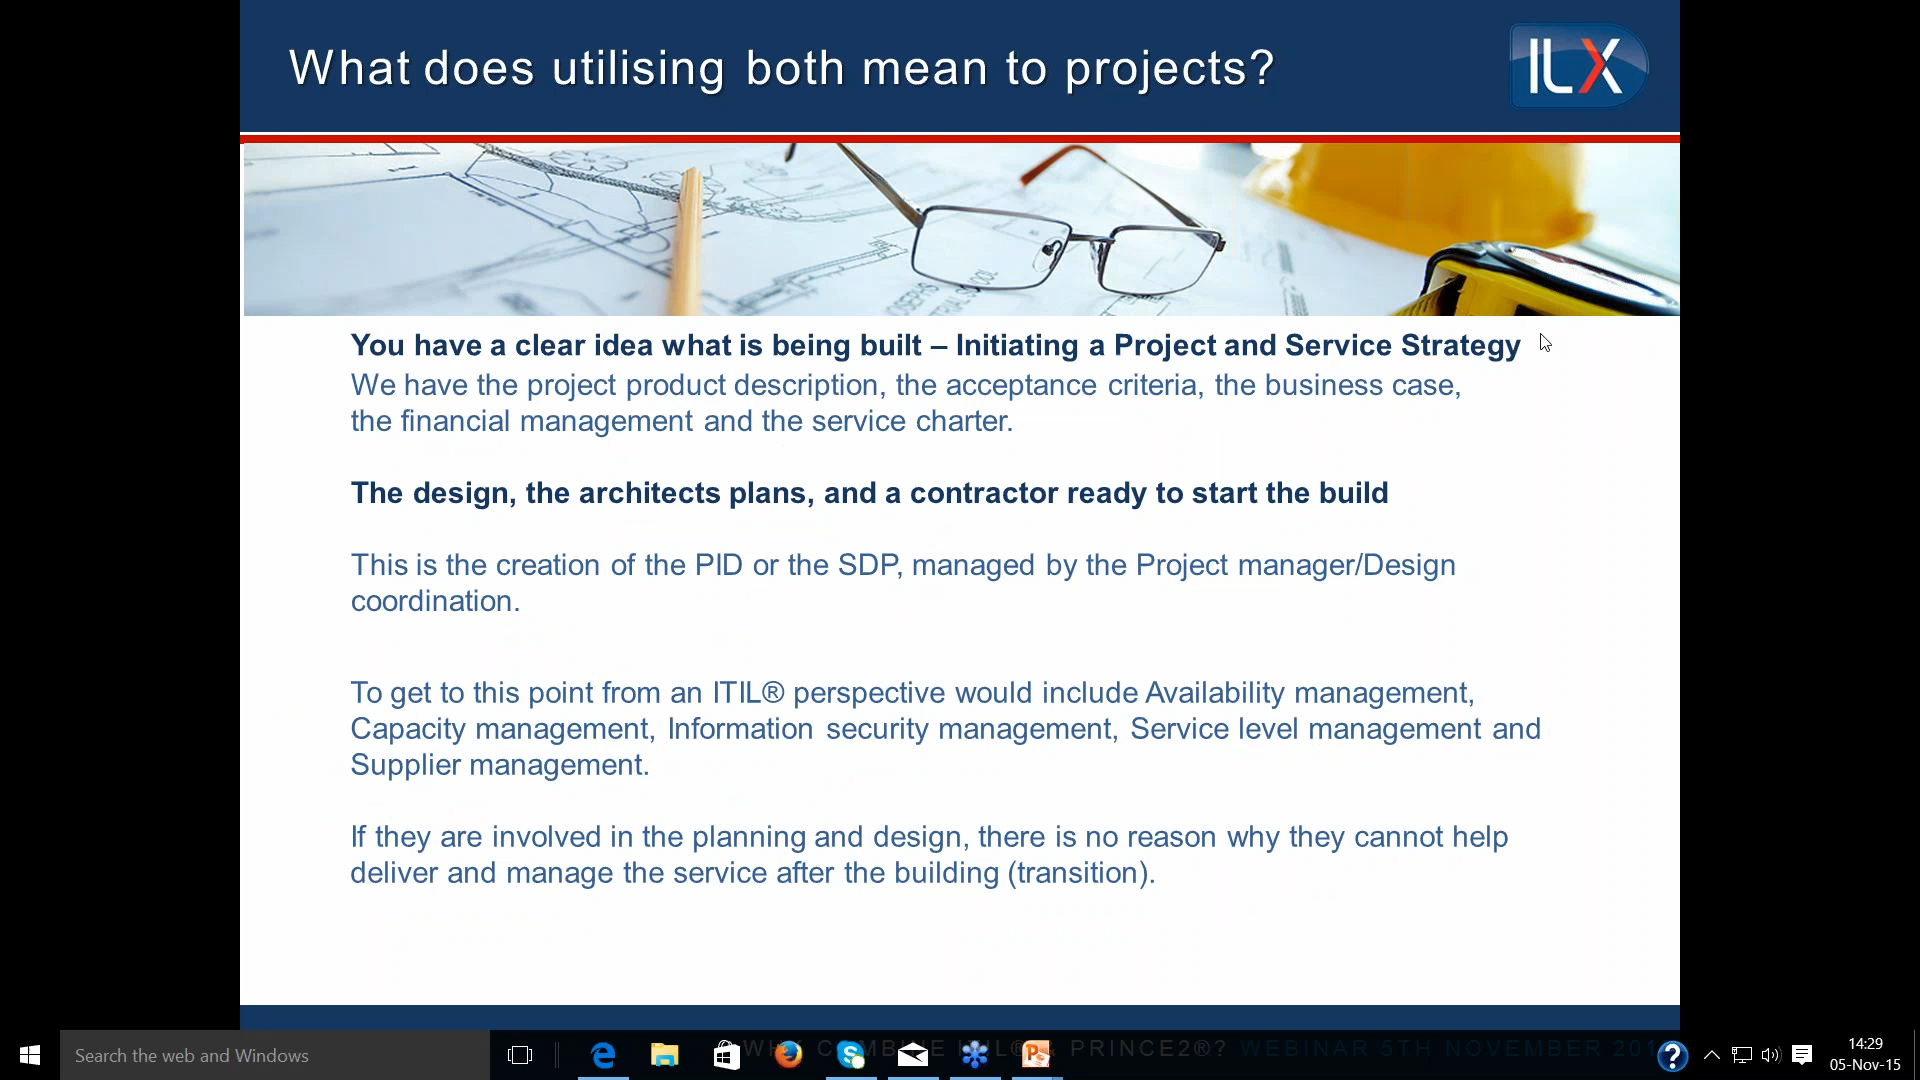 What does utilising both mean to projects?
ILX
You have a clear idea what is being built – Initiating a Project and Service Strategy
We have the project product description, the acceptance criteria, the business case,
the financial management and the service charter.
The design, the architects plans, and a contractor ready to start the build
This is the creation of the PID or the SDP, managed by the Project manager/Design
coordination.
To get to this point from an ITIL® perspective would include Availability management,
Capacity management, Information security management, Service level management and
Supplier management.
If they are involved in the planning and design, there is no reason why they cannot help
deliver and manage the service after the building (transition).
PRINCE2®? WEBINAR 5TH NOVEMBER
Search the web and Windows
14:29
05-Nov-15